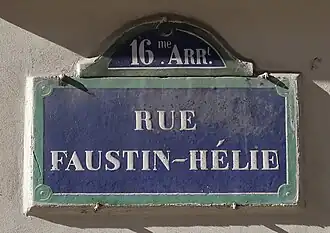 16me. ARRt.
RUE
FAUSTIN-HÉLIE